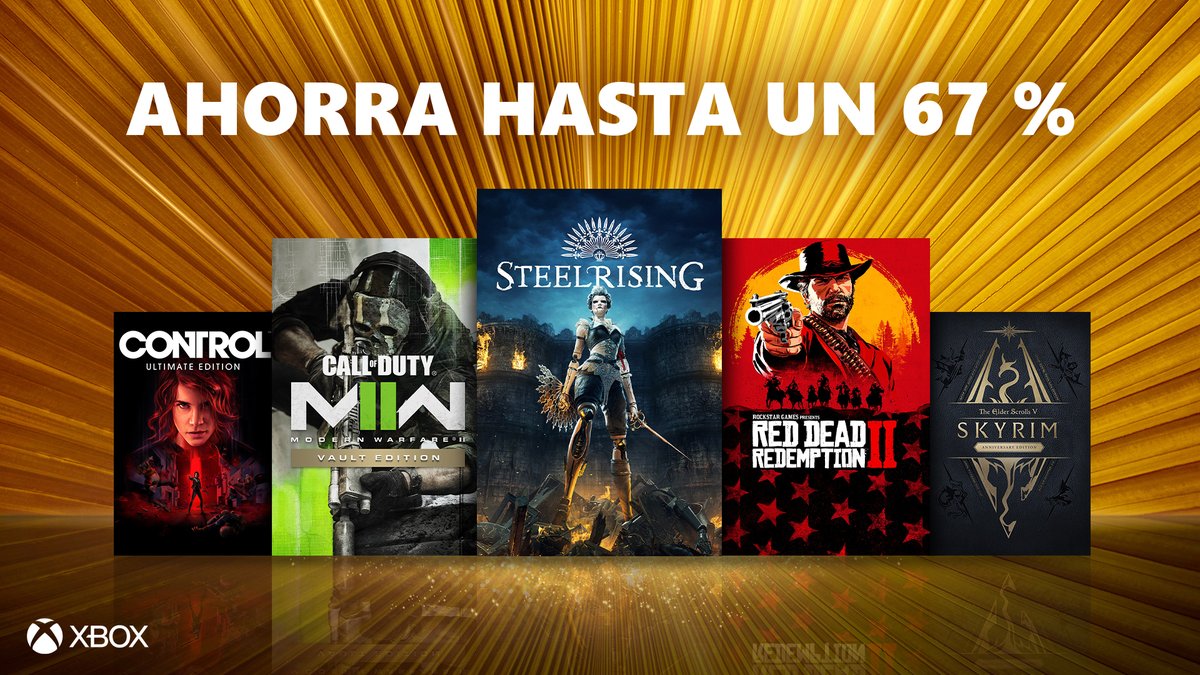 AHORRA HASTA UN 67 %
CONTROL
ULTIMATE EDITION
CALL OF DUTY
MIIW
MODERN WARFARE II
VAULT EDITION
STEELRISING
ROCKSTAR GAMES PRESENTS
RED DEAD
REDEMPTION II
The Elder Scrolls V
SKYRIM
ANNIVERSARY EDITION
XBOX